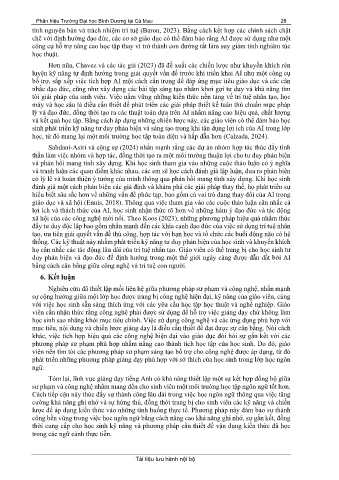 Phân hiệu Trường Đại học Bình Dương tại Cà Mau 28
tính nguyên bản và trách nhiệm trí tuệ (Baron, 2023). Bằng cách kết hợp các chính sách chặt
chẽ với định hướng đạo đức, các cơ sở giáo dục có thể đảm bảo rằng AI được sử dụng như một
công cụ bổ trợ nâng cao học tập thay vì trở thành con đường tắt làm suy giảm tính nghiêm túc
học thuật.
Hơn nữa, Chavez và các tác giả (2023) đã đề xuất các chiến lược như khuyến khích rèn
luyện kỹ năng tự định hướng trong giải quyết vấn đề trước khi triển khai AI như một công cụ
bổ trợ, sắp xếp việc tích hợp AI một cách cẩn trọng để đáp ứng mục tiêu giáo dục và các cân
nhắc đạo đức, cũng như xây dựng các bài tập sáng tạo nhằm khơi gợi tư duy và khả năng tìm
tòi giải pháp của sinh viên. Việc nắm vững những kiến thức nền tảng về trí tuệ nhân tạo, học
máy và học sâu là điều cần thiết để phát triển các giải pháp thiết kế tuân thủ chuẩn mực pháp
lý và đạo đức, đồng thời tạo ra các thuật toán dựa trên AI nhằm nâng cao hiệu quả, chất lượng
và kết quả học tập. Bằng cách áp dụng những chiến lược này, các giáo viên có thể đảm bảo học
sinh phát triển kỹ năng tư duy phản biện và sáng tạo trong khi tận dụng lợi ích của AI trong lớp
học, từ đó mang lại một môi trường học tập toàn diện và hấp dẫn hơn (Calzada, 2024).
Sabdani-Asiri và cộng sự (2024) nhấn mạnh rằng các dự án nhóm hợp tác thúc đẩy tinh
thần làm việc nhóm và hợp tác, đồng thời tạo ra một môi trường thuận lợi cho tư duy phản biện
và phản hồi mang tính xây dựng. Khi học sinh tham gia vào những cuộc thảo luận có ý nghĩa
và tranh luận các quan điểm khác nhau, các em sẽ học cách đánh giá lập luận, đưa ra phản biện
có lý lẽ và hoàn thiện ý tưởng của mình thông qua phản hồi mang tính xây dựng. Khi học sinh
đánh giá một cách phản biện các giả định và khám phá các giải pháp thay thế, họ phát triển sự
hiểu biết sâu sắc hơn về những vấn đề phức tạp, bao gồm cả vai trò đang thay đổi của AI trong
giáo dục và xã hội (Ennis, 2018). Thông qua việc tham gia vào các cuộc thảo luận cân nhắc cả
lợi ích và thách thức của AI, học sinh nhận thức rõ hơn về những hàm ý đạo đức và tác động
xã hội của các công nghệ mới nổi. Theo Koos (2023), những phương pháp hiệu quả nhằm thúc
đẩy tư duy độc lập bao gồm nhấn mạnh đến các khía cạnh đạo đức của việc sử dụng trí tuệ nhân
tạo, ưu tiên giải quyết vấn đề thủ công, hợp tác với bạn học và tổ chức các buổi động não có hệ
thống. Các kỹ thuật này nhằm phát triển kỹ năng tư duy phản biện của học sinh và khuyến khích
họ cân nhắc các tác động lâu dài của trí tuệ nhân tạo. Giáo viên có thể trang bị cho học sinh tư
duy phản biện và đạo đức để định hướng trong một thế giới ngày càng được dẫn dắt bởi AI
bằng cách cân bằng giữa công nghệ và trí tuệ con người.
6. Kết luận
Nghiên cứu đã thiết lập mối liên hệ giữa phương pháp sư phạm và công nghệ, nhấn mạnh
sự cộng hưởng giữa một lớp học được trang bị công nghệ hiện đại, kỹ năng của giáo viên, cùng
với việc học sinh sẵn sàng thích ứng với các yêu cầu học tập học thuật và nghề nghiệp. Giáo
viên cần nhận thức rằng công nghệ phải được sử dụng để hỗ trợ việc giảng dạy chứ không làm
học sinh sao nhãng khỏi mục tiêu chính. Việc sử dụng công nghệ và các ứng dụng phù hợp với
mục tiêu, nội dung và chiến lược giảng dạy là điều cần thiết để đạt được sự cân bằng. Nói cách
khác, việc tích hợp hiệu quả các công nghệ hiện đại vào giáo dục đòi hỏi sự gắn kết với các
phương pháp sư phạm phù hợp nhằm nâng cao thành tích học tập của học sinh. Do đó, giáo
viên nên tìm tòi các phương pháp sư phạm sáng tạo bổ trợ cho công nghệ được áp dụng, từ đó
phát triển những phương pháp giảng dạy phù hợp với sở thích của học sinh trong lớp học ngôn
ngữ.
Tóm lại, lĩnh vực giảng dạy tiếng Anh có khả năng thiết lập một sự kết hợp đồng bộ giữa
sư phạm và công nghệ nhằm mang đến cho sinh viên một môi trường học tập ngôn ngữ tốt hơn.
Cách tiếp cận này thúc đẩy sự thành công lâu dài trong việc học ngôn ngữ thông qua việc tăng
cường khả năng ghi nhớ và sự hứng thú, đồng thời trang bị cho sinh viên các kỹ năng và chiến
lược để áp dụng kiến thức vào những tình huống thực tế. Phương pháp này đảm bảo sự thành
công bền vững trong việc học ngôn ngữ bằng cách nâng cao khả năng ghi nhớ, sự gắn kết, đồng
thời cung cấp cho học sinh kỹ năng và phương pháp cần thiết để vận dụng kiến thức đã học
trong các ngữ cảnh thực tiễn.
Tài liệu lưu hành nội bộ